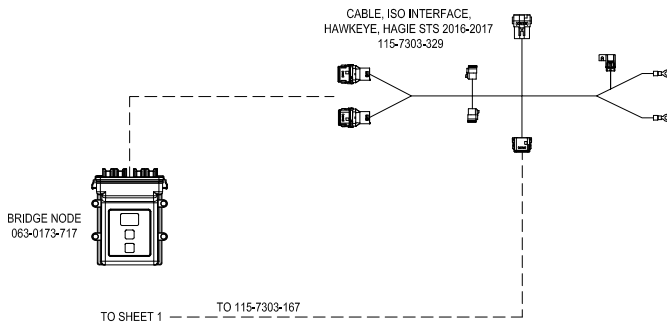 CABLE, ISO INTERFACE,
HAWKEYE, HAGIE STS 2016-2017
115-7303-329
BRIDGE NODE
063-0173-717
TO 115-7303-167
TO SHEET 1